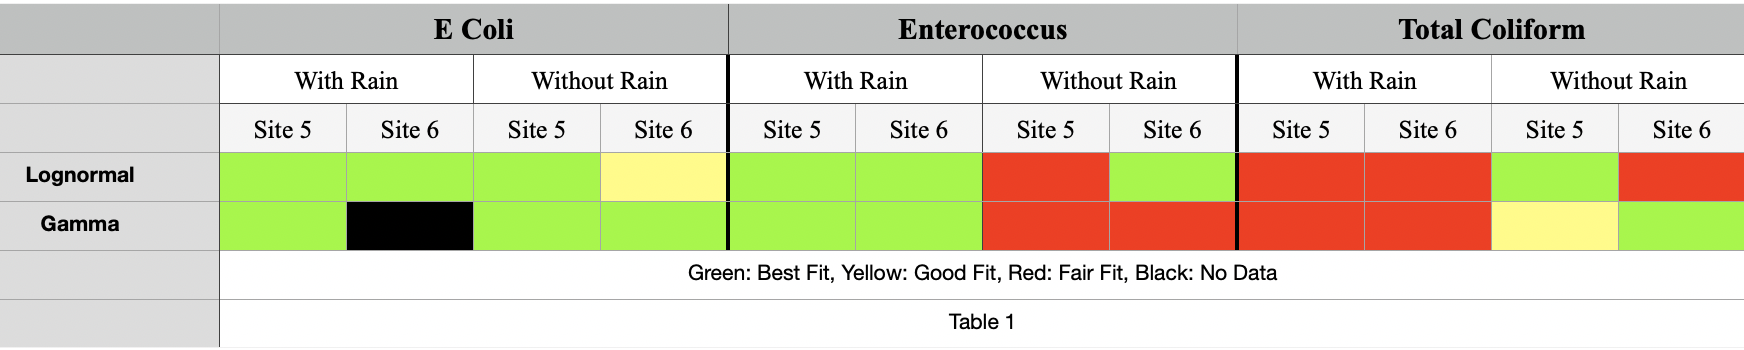 E Coli Enterococcus Total Coliform
With Rain Without Rain With Rain Without Rain With Rain Without Rain
Site 5 Site 6 Site 5 Site 6 Site 5 Site 6 Site 5 Site 6 Site 5 Site 6 Site 5 Site 6
Lognormal
Gamma
Green: Best Fit, Yellow: Good Fit, Red: Fair Fit, Black: No Data
Table 1